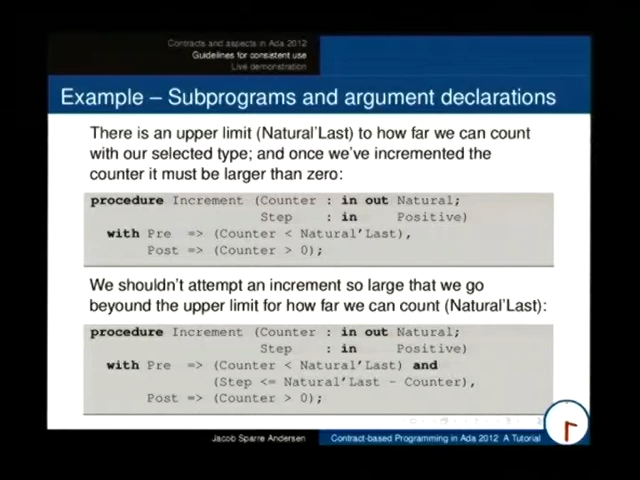 Contracts and aspects in Ada 2012
Guidelines for consistent use
Live demonstration
Example – Subprograms and argument declarations
There is an upper limit (Natural'Last) to how far we can count
with our selected type; and once we've incremented the
counter it must be larger than zero:
procedure Increment (Counter : in out Natural;
Step : in Positive)
with Pre => (Counter < Natural'Last),
Post => (Counter > 0);
We shouldn't attempt an increment so large that we go
beyound the upper limit for how far we can count (Natural'Last):
procedure Increment (Counter : in out Natural;
Step : in Positive)
with Pre => (Counter < Natural'Last) and
(Step <= Natural'Last - Counter),
Post => (Counter > 0);
Jacob Sparre Andersen Contract-based Programming in Ada 2012 A Tutorial